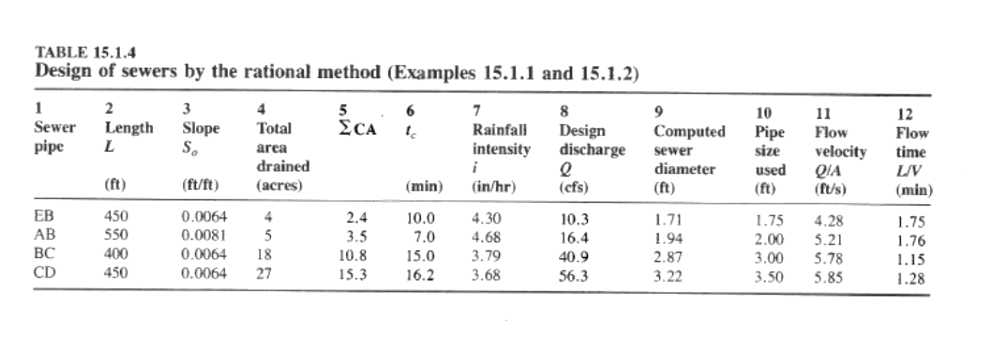 TABLE 15.1.4
Design of sewers by the rational method (Examples 15.1.1 and 15.1.2)
1 2 3 4 5 6 7 8 9 10 11 12
Sewer Length Slope Total ΣCA t_c Rainfall Design Computed Pipe Flow Flow
pipe L S_o area intensity discharge sewer size velocity time
drained i Q diameter used Q/A L/V
(ft) (ft/ft) (acres) (min) (in/hr) (cfs) (ft) (ft) (ft/s) (min)
EB 450 0.0064 4 2.4 10.0 4.30 10.3 1.71 1.75 4.28 1.75
AB 550 0.0081 5 3.5 7.0 4.68 16.4 1.94 2.00 5.21 1.76
BC 400 0.0064 18 10.8 15.0 3.79 40.9 2.87 3.00 5.78 1.15
CD 450 0.0064 27 15.3 16.2 3.68 56.3 3.22 3.50 5.85 1.28